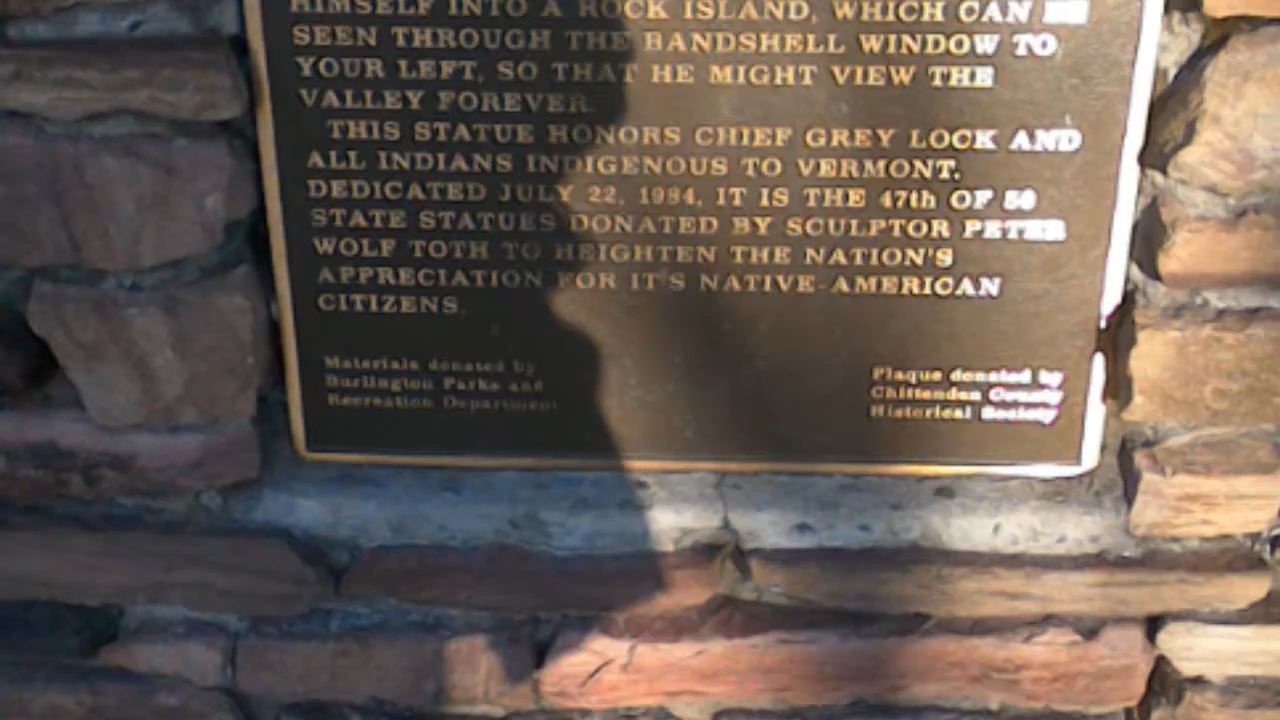 HIMSELF INTO A ROCK ISLAND, WHICH CAN BE
SEEN THROUGH THE BANDSHELL WINDOW TO
YOUR LEFT, SO THAT HE MIGHT VIEW THE
VALLEY FOREVER.
THIS STATUE HONORS CHIEF GREY LOCK AND
ALL INDIANS INDIGENOUS TO VERMONT.
DEDICATED JULY 22, 1984, IT IS THE 47th OF 50
STATE STATUES DONATED BY SCULPTOR PETER
WOLF TOTH TO HEIGHTEN THE NATION'S
APPRECIATION FOR IT'S NATIVE-AMERICAN
CITIZENS.
Materials donated by
Burlington Parks and
Recreation Department
Plaque donated by
Chittenden County
Historical Society